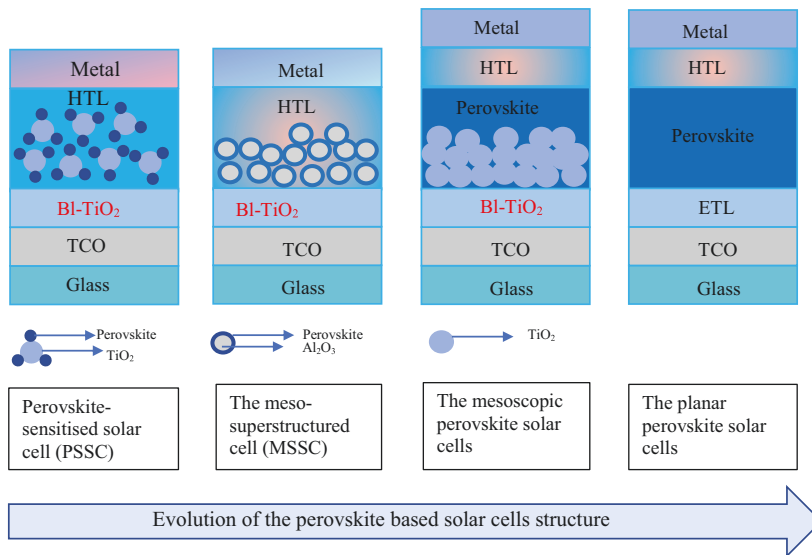 Metal
HTL
Bl-TiO₂
TCO
Glass
Metal
HTL
Bl-TiO₂
TCO
Glass
Metal
HTL
Perovskite
Bl-TiO₂
TCO
Glass
Metal
HTL
Perovskite
ETL
TCO
Glass
Perovskite
TiO₂
Perovskite
Al₂O₃
TiO₂
Perovskite-
sensitised solar
cell (PSSC)
The meso-
superstructured
cell (MSSC)
The mesoscopic
perovskite solar
cells
The planar
perovskite solar
cells
Evolution of the perovskite based solar cells structure